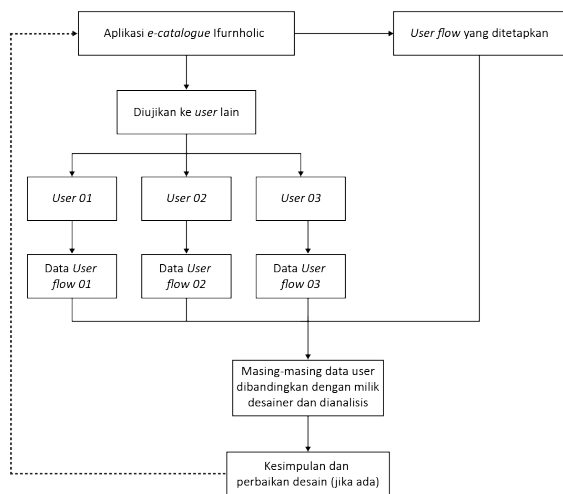 Aplikasi e-catalogue Ifurnholic
User flow yang ditetapkan
Diujikan ke user lain
User 01
User 02
User 03
Data User
flow 01
Data User
flow 02
Data User
flow 03
Masing-masing data user
dibandingkan dengan milik
desainer dan dianalisis
Kesimpulan dan
perbaikan desain (jika ada)